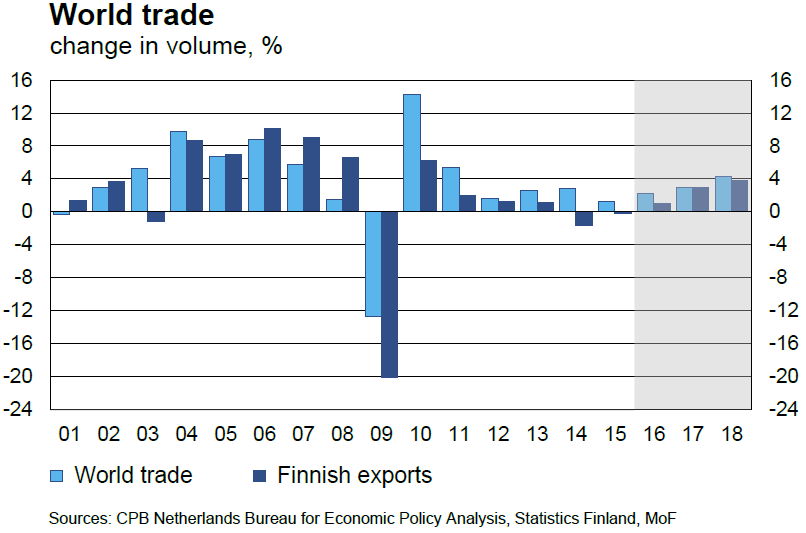 World trade
change in volume, %
16 16
12 12
8 8
4 4
0 0
-4 -4
-8 -8
-12 -12
-16 -16
-20 -20
-24 -24
01 02 03 04 05 06 07 08 09 10 11 12 13 14 15 16 17 18
World trade Finnish exports
Sources: CPB Netherlands Bureau for Economic Policy Analysis, Statistics Finland, MoF